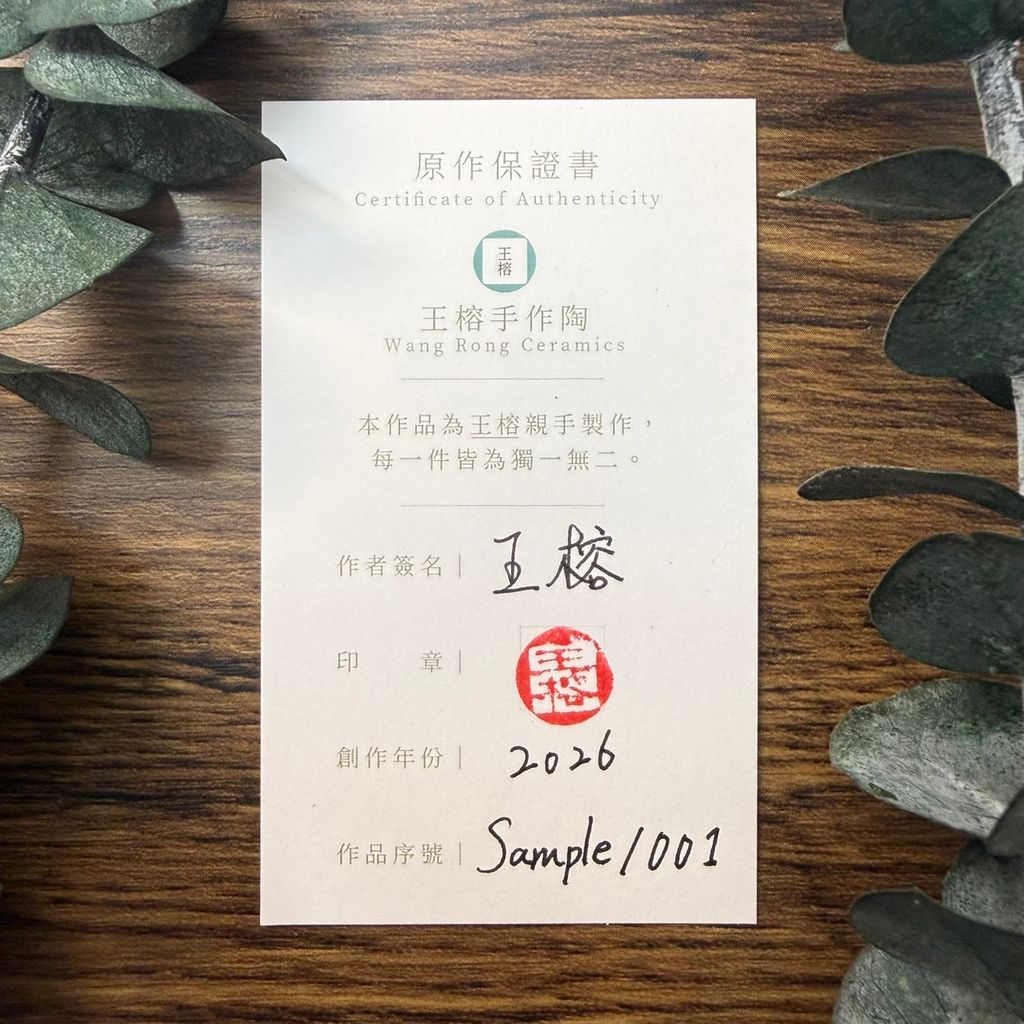 原作保證書
Certificate of Authenticity
王
榕
王榕手作陶
Wang Rong Ceramics
本作品為王榕親手製作，
每一件皆為獨一無二。
作者簽名｜王榕
印章｜
創作年份｜2026
作品序號｜Sample/001